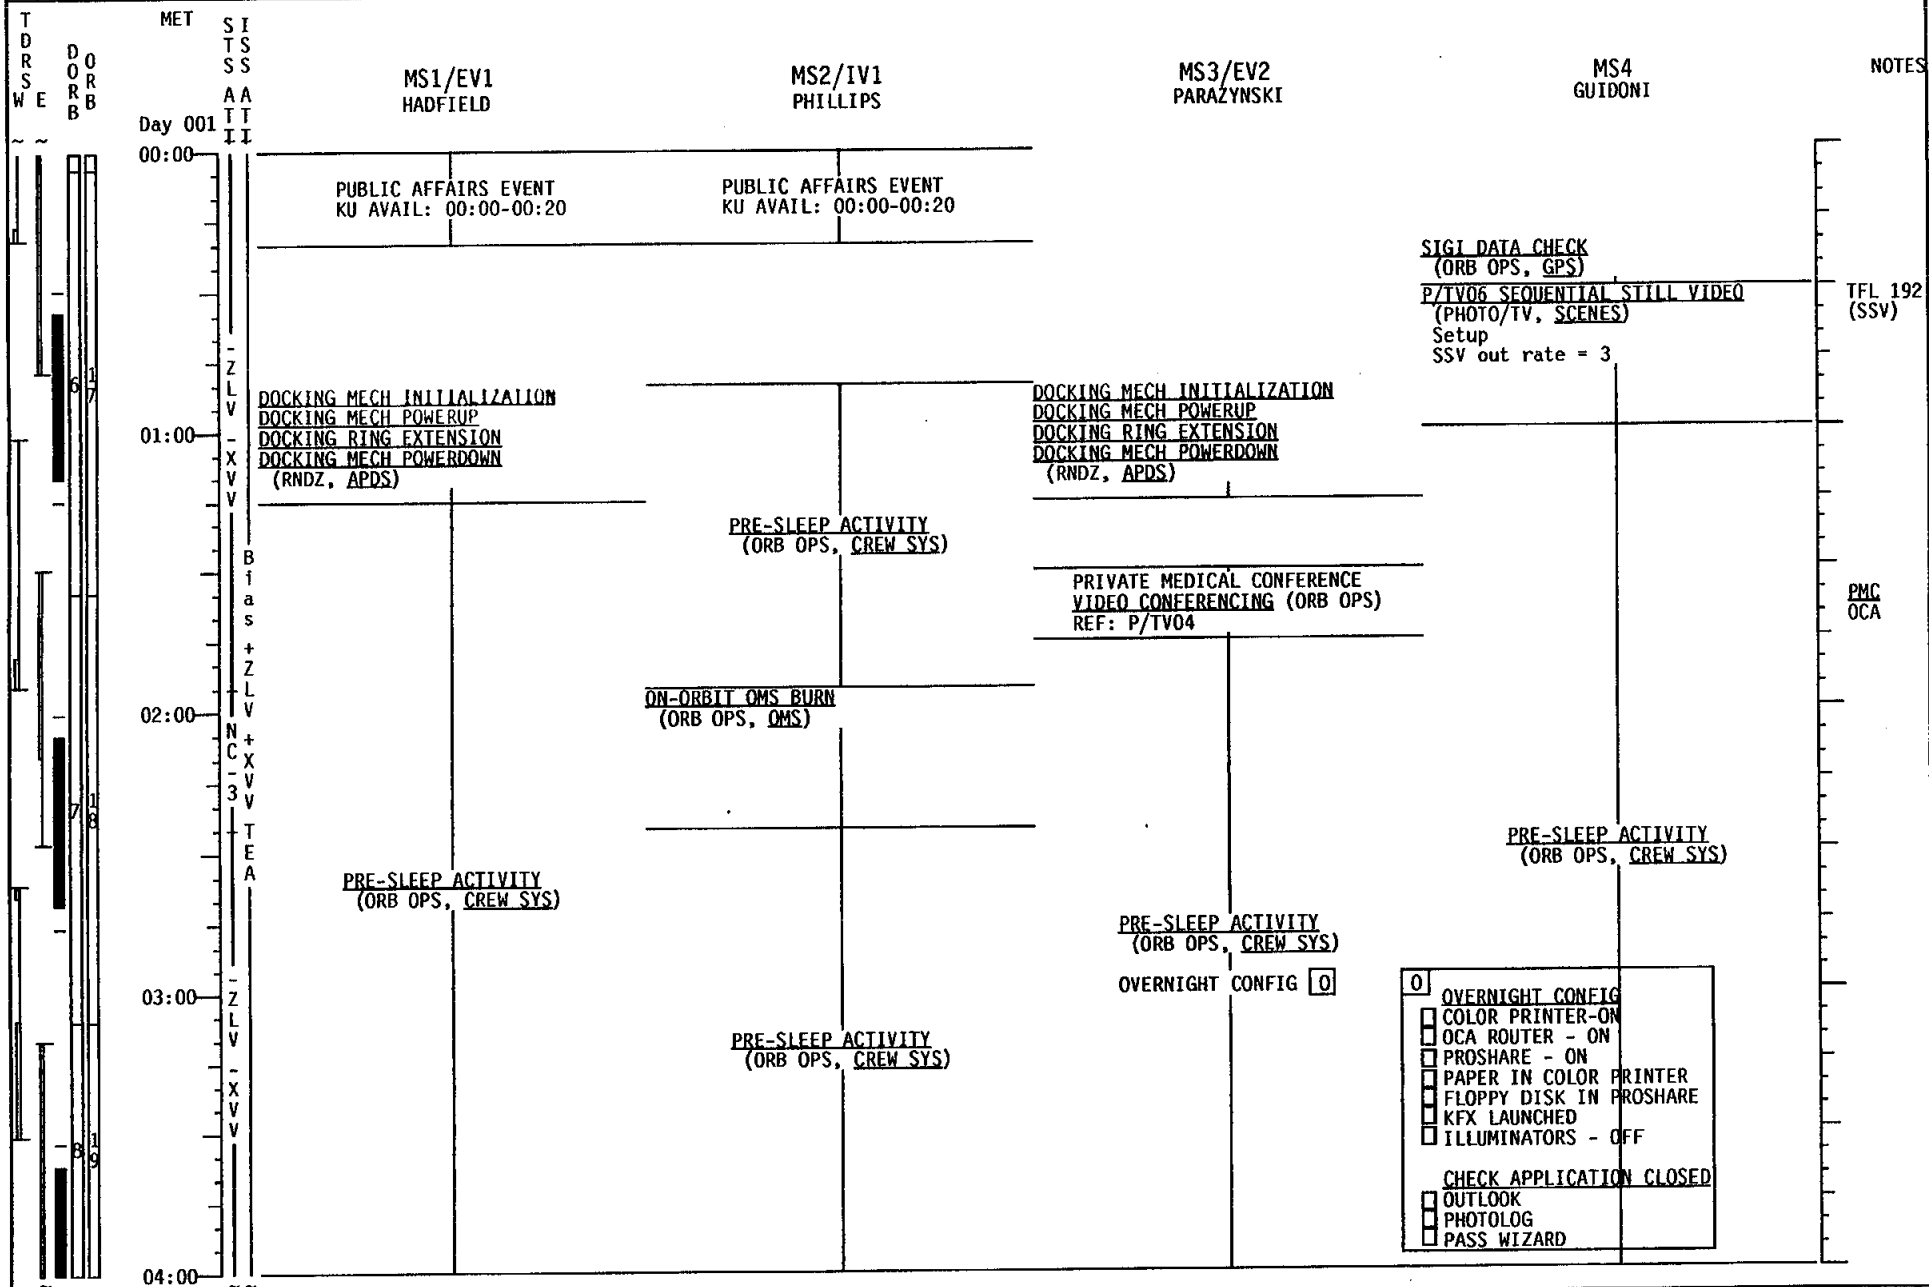 TDRS
W E
DORB
ORB
MET
STS ATT
ISS ATT
MS1/EV1
HADFIELD
MS2/IV1
PHILLIPS
MS3/EV2
PARAZYNSKI
MS4
GUIDONI
NOTES
Day 001
00:00
PUBLIC AFFAIRS EVENT
KU AVAIL: 00:00-00:20
PUBLIC AFFAIRS EVENT
KU AVAIL: 00:00-00:20
SIGI DATA CHECK
(ORB OPS, GPS)
P/TV06 SEQUENTIAL STILL VIDEO
(PHOTO/TV, SCENES)
Setup
SSV out rate = 3
TFL 192
(SSV)
6
17
-ZLV -XVV
DOCKING MECH INITIALIZATION
DOCKING MECH POWERUP
DOCKING RING EXTENSION
DOCKING MECH POWERDOWN
(RNDZ, APDS)
DOCKING MECH INITIALIZATION
DOCKING MECH POWERUP
DOCKING RING EXTENSION
DOCKING MECH POWERDOWN
(RNDZ, APDS)
01:00
PRE-SLEEP ACTIVITY
(ORB OPS, CREW SYS)
Bias +ZLV +XVV TEA
PRIVATE MEDICAL CONFERENCE
VIDEO CONFERENCING (ORB OPS)
REF: P/TV04
PMC
OCA
ON-ORBIT OMS BURN
(ORB OPS, OMS)
02:00
NC-3
7
18
PRE-SLEEP ACTIVITY
(ORB OPS, CREW SYS)
PRE-SLEEP ACTIVITY
(ORB OPS, CREW SYS)
PRE-SLEEP ACTIVITY
(ORB OPS, CREW SYS)
OVERNIGHT CONFIG O
03:00
-ZLV -XVV
PRE-SLEEP ACTIVITY
(ORB OPS, CREW SYS)
8
19
O
OVERNIGHT CONFIG
COLOR PRINTER-ON
OCA ROUTER - ON
PROSHARE - ON
PAPER IN COLOR PRINTER
FLOPPY DISK IN PROSHARE
KFX LAUNCHED
ILLUMINATORS - OFF
CHECK APPLICATION CLOSED
OUTLOOK
PHOTOLOG
PASS WIZARD
04:00